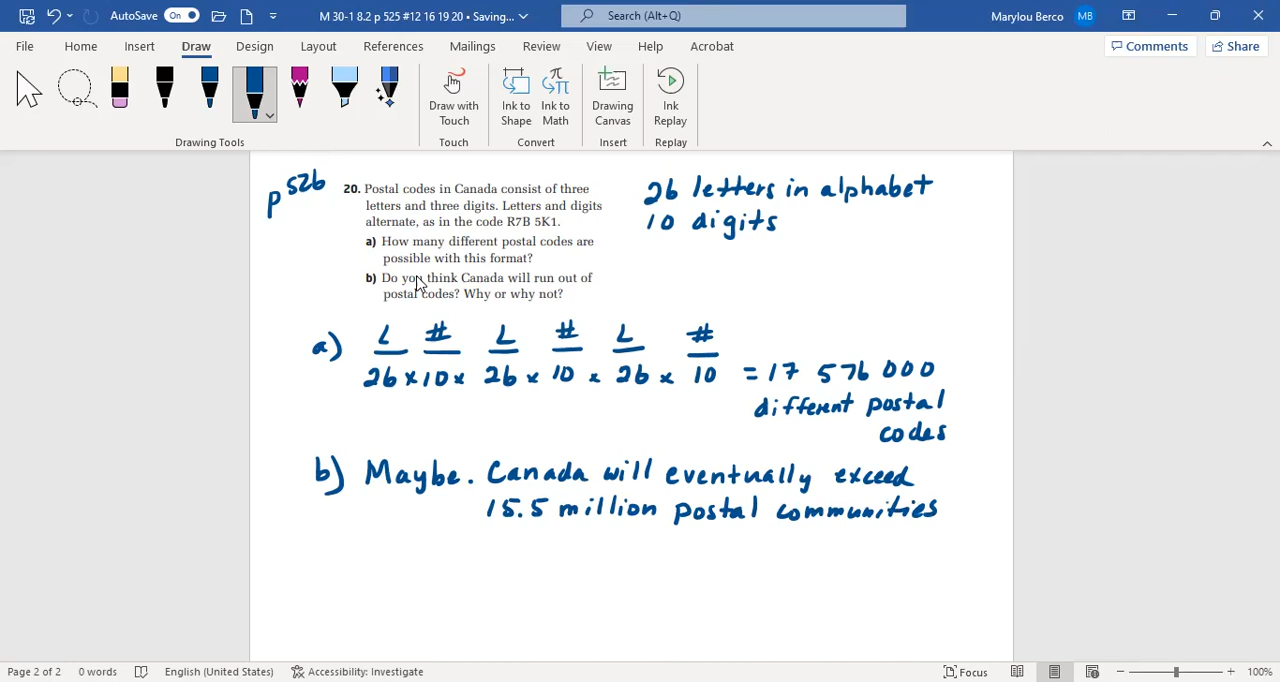 AutoSave On M 30-1 8.2 p 525 #12 16 19 20 - Saving... Search (Alt+Q) Marylou Berco MB
File Home Insert Draw Design Layout References Mailings Review View Help Acrobat Comments Share
Draw with Touch Ink to Shape Ink to Math Drawing Canvas Ink Replay
Drawing Tools Touch Convert Insert Replay
p 526
20. Postal codes in Canada consist of three
letters and three digits. Letters and digits
alternate, as in the code R7B 5K1.
a) How many different postal codes are
possible with this format?
b) Do you think Canada will run out of
postal codes? Why or why not?
26 letters in alphabet
10 digits
a) L # L # L #
26 × 10 × 26 × 10 × 26 × 10 = 17 576 000
different postal
codes
b) Maybe. Canada will eventually exceed
15.5 million postal communities
Page 2 of 2 0 words English (United States) Accessibility: Investigate Focus 100%